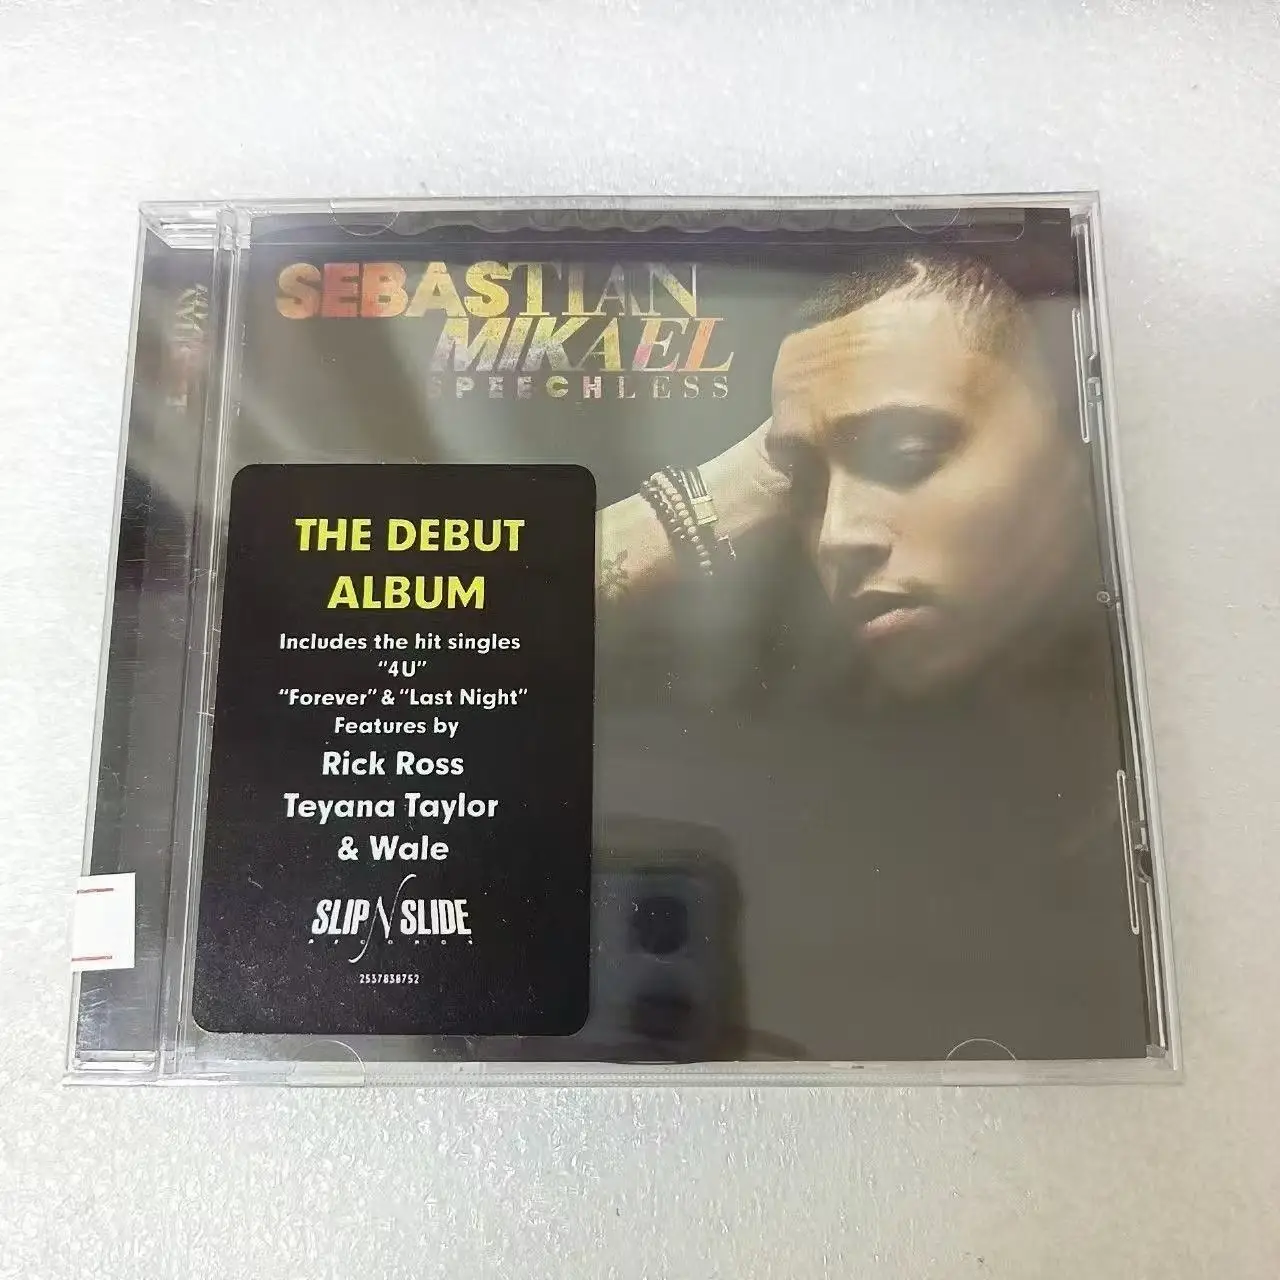 SEBASTIAN
MIKAEL
SPEECHLESS
THE DEBUT
ALBUM
Includes the hit singles
“4U”
“Forever” & “Last Night”
Features by
Rick Ross
Teyana Taylor
& Wale
SLIP N SLIDE
RECORDS
2537838752